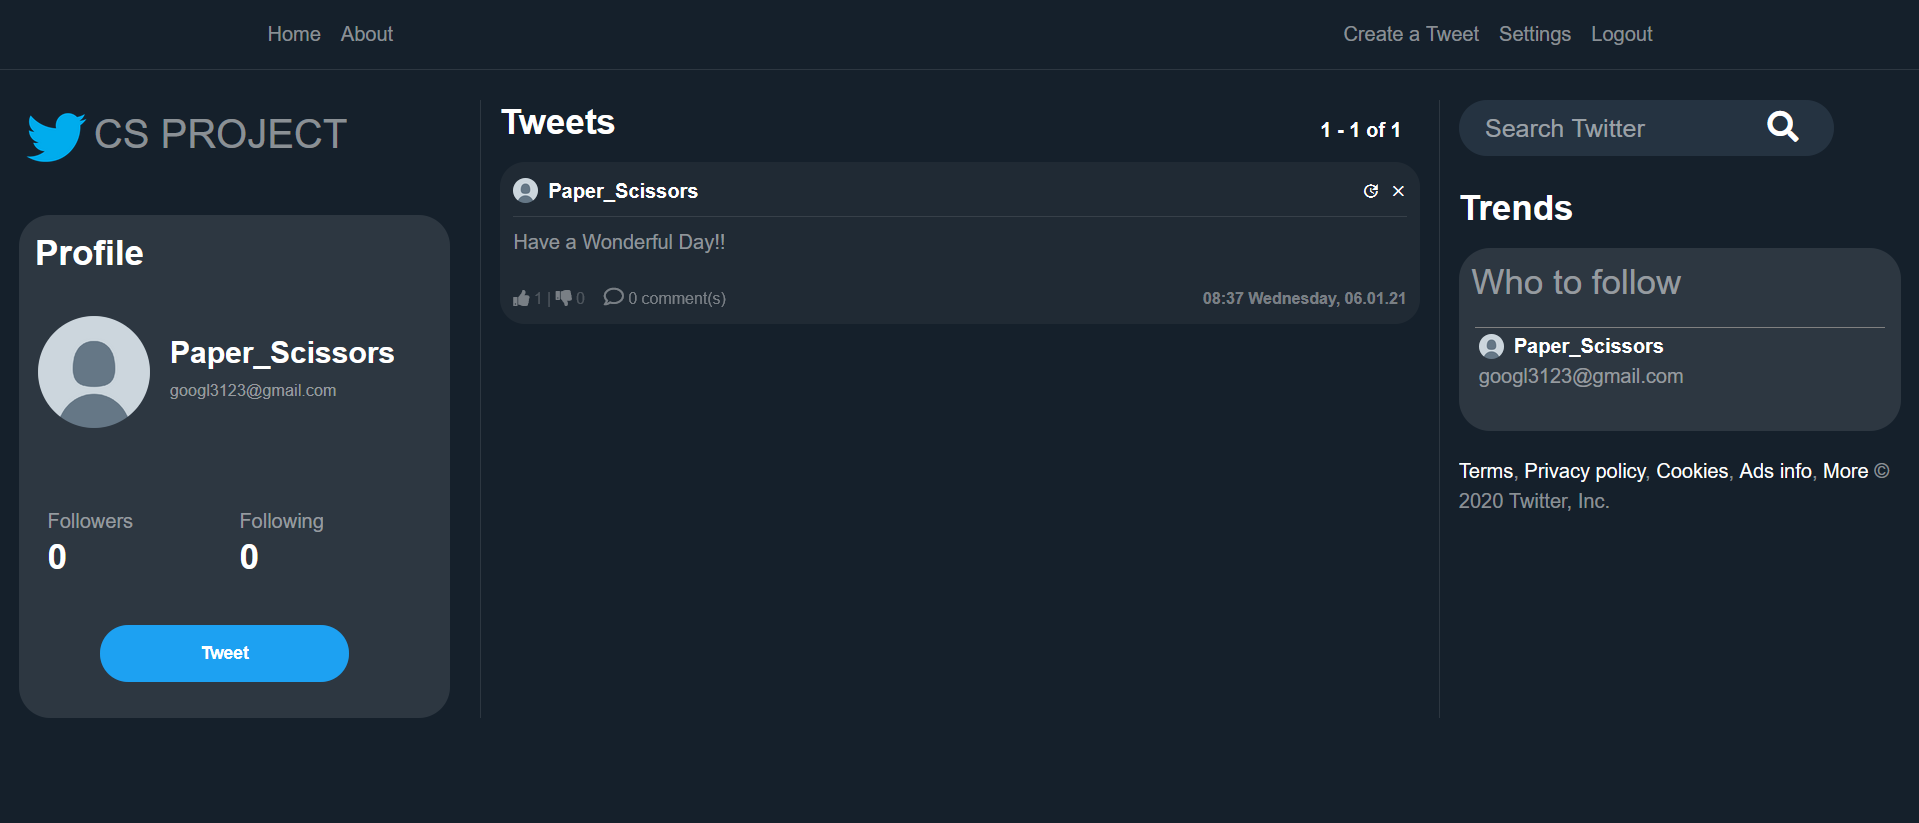 Home About
Create a Tweet Settings Logout
CS PROJECT
Profile
Paper_Scissors
googl3123@gmail.com
Followers
0
Following
0
Tweet
Tweets
1 - 1 of 1
Paper_Scissors
Have a Wonderful Day!!
1 | 0 0 comment(s)
08:37 Wednesday, 06.01.21
Search Twitter
Trends
Who to follow
Paper_Scissors
googl3123@gmail.com
Terms, Privacy policy, Cookies, Ads info, More ©
2020 Twitter, Inc.